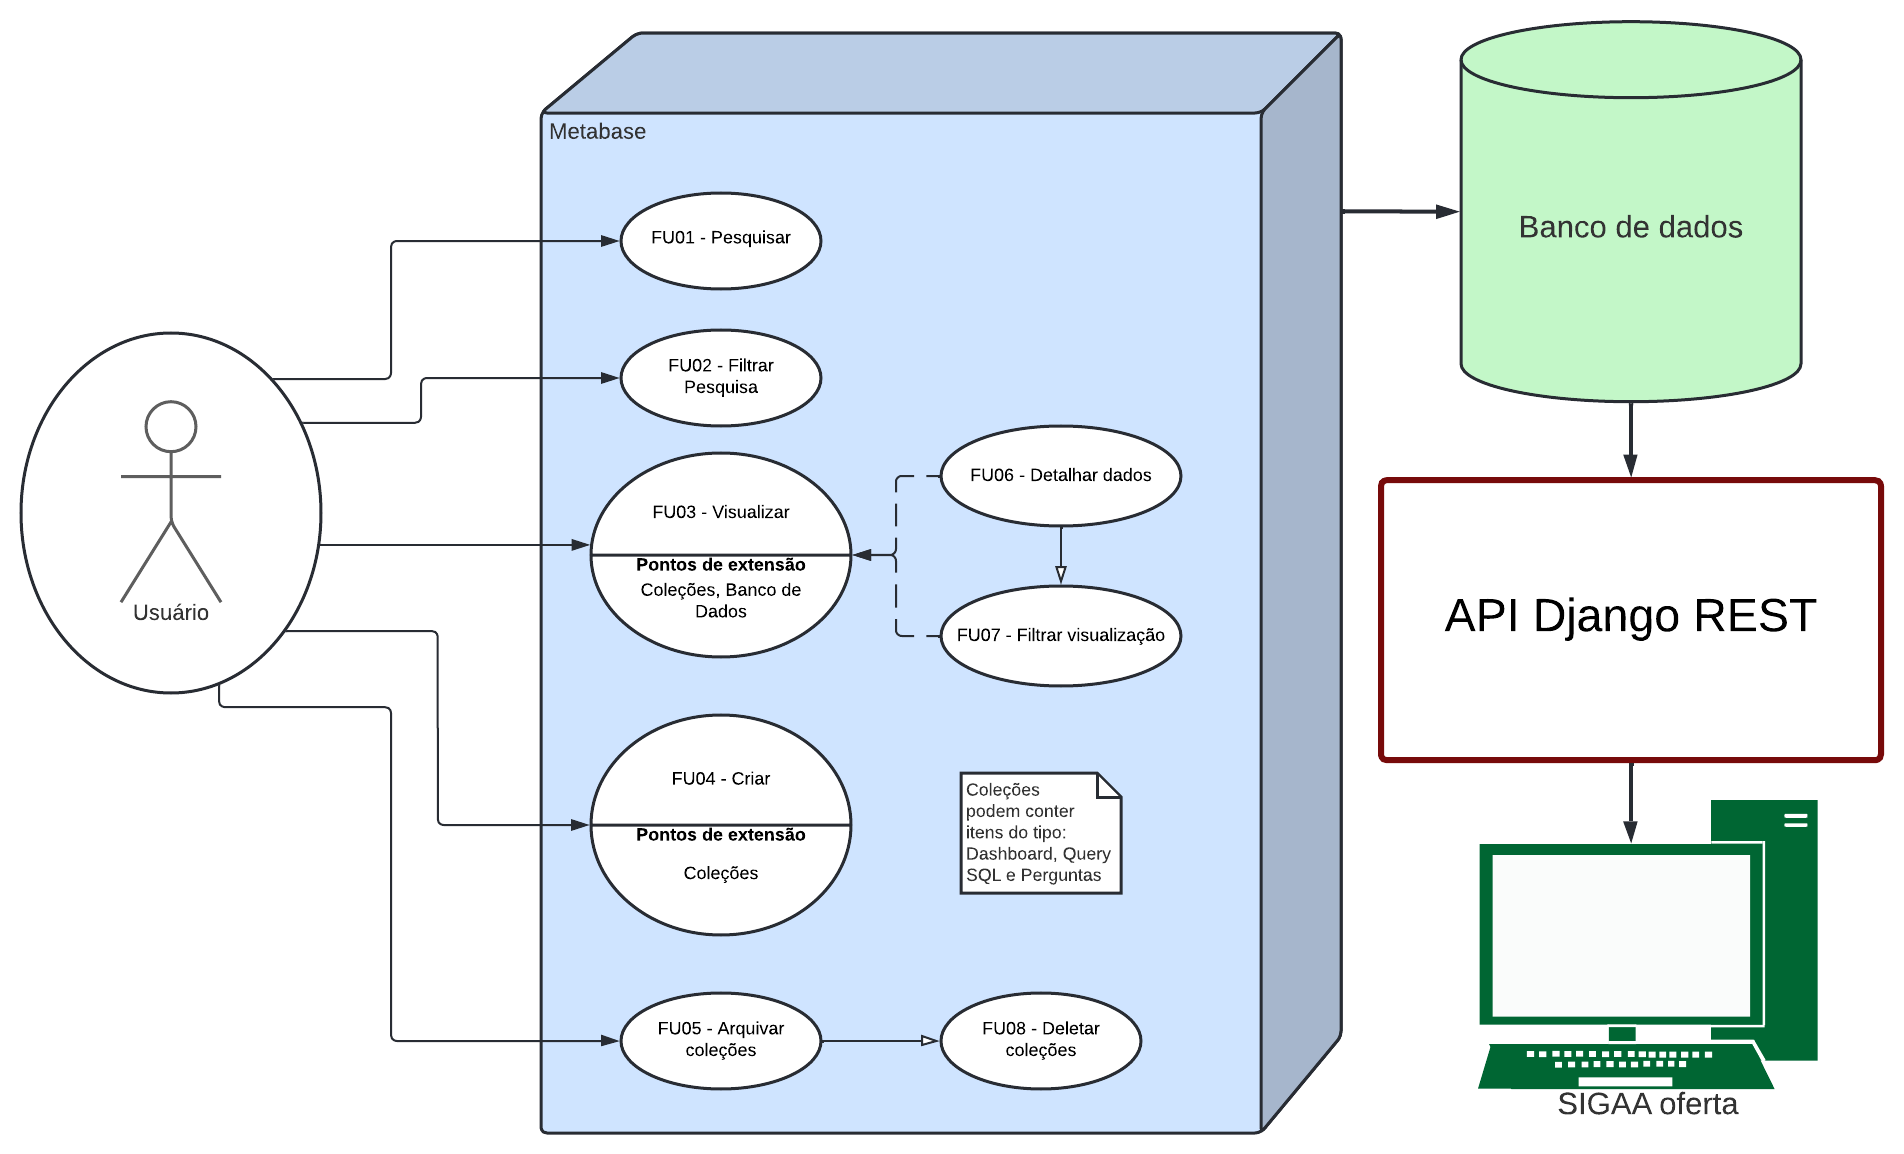 Metabase
FU01 - Pesquisar
FU02 - Filtrar
Pesquisa
FU03 - Visualizar
Pontos de extensão
Coleções, Banco de
Dados
FU06 - Detalhar dados
FU07 - Filtrar visualização
Usuário
FU04 - Criar
Pontos de extensão
Coleções
Coleções
podem conter
itens do tipo:
Dashboard, Query
SQL e Perguntas
FU05 - Arquivar
coleções
FU08 - Deletar
coleções
Banco de dados
API Django REST
SIGAA oferta